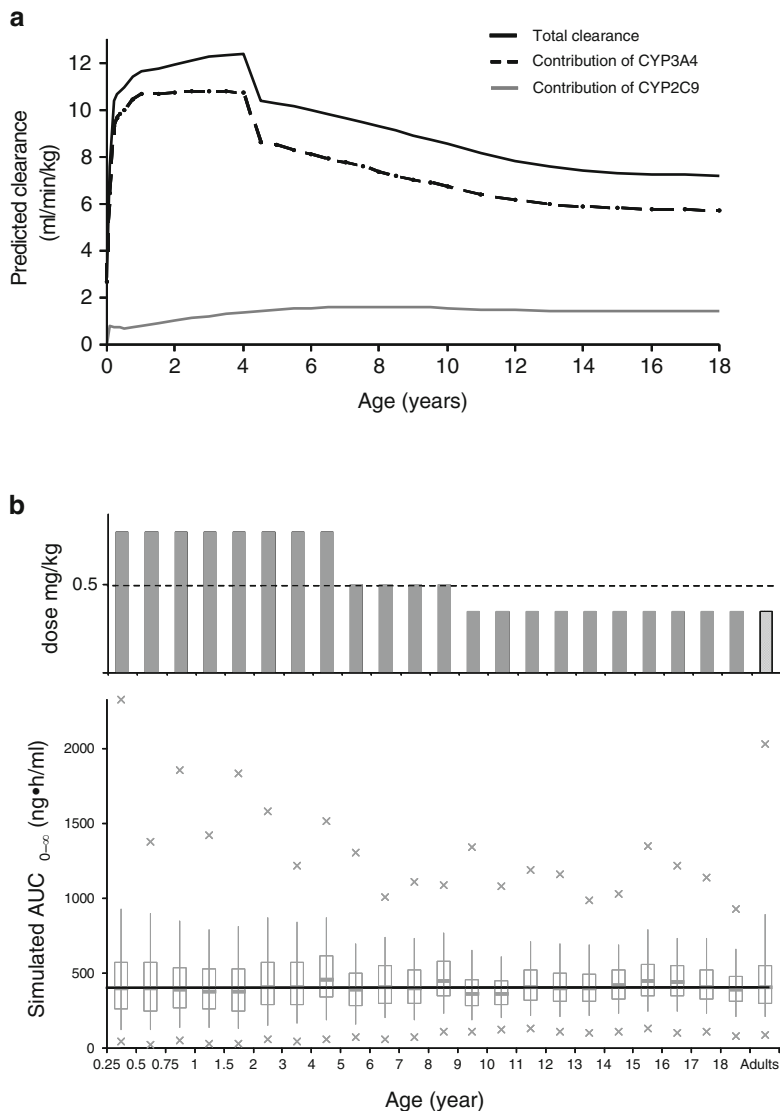 a
Total clearance
Contribution of CYP3A4
Contribution of CYP2C9
Predicted clearance
(ml/min/kg)
12
10
8
6
4
2
0
0 2 4 6 8 10 12 14 16 18
Age (years)
b
dose mg/kg
0.5
Simulated AUC 0–∞ (ng•h/ml)
2000
1500
1000
500
0
0.25 0.5 0.75 1 1.5 2 3 4 5 6 7 8 9 10 11 12 13 14 15 16 17 18 Adults
Age (year)